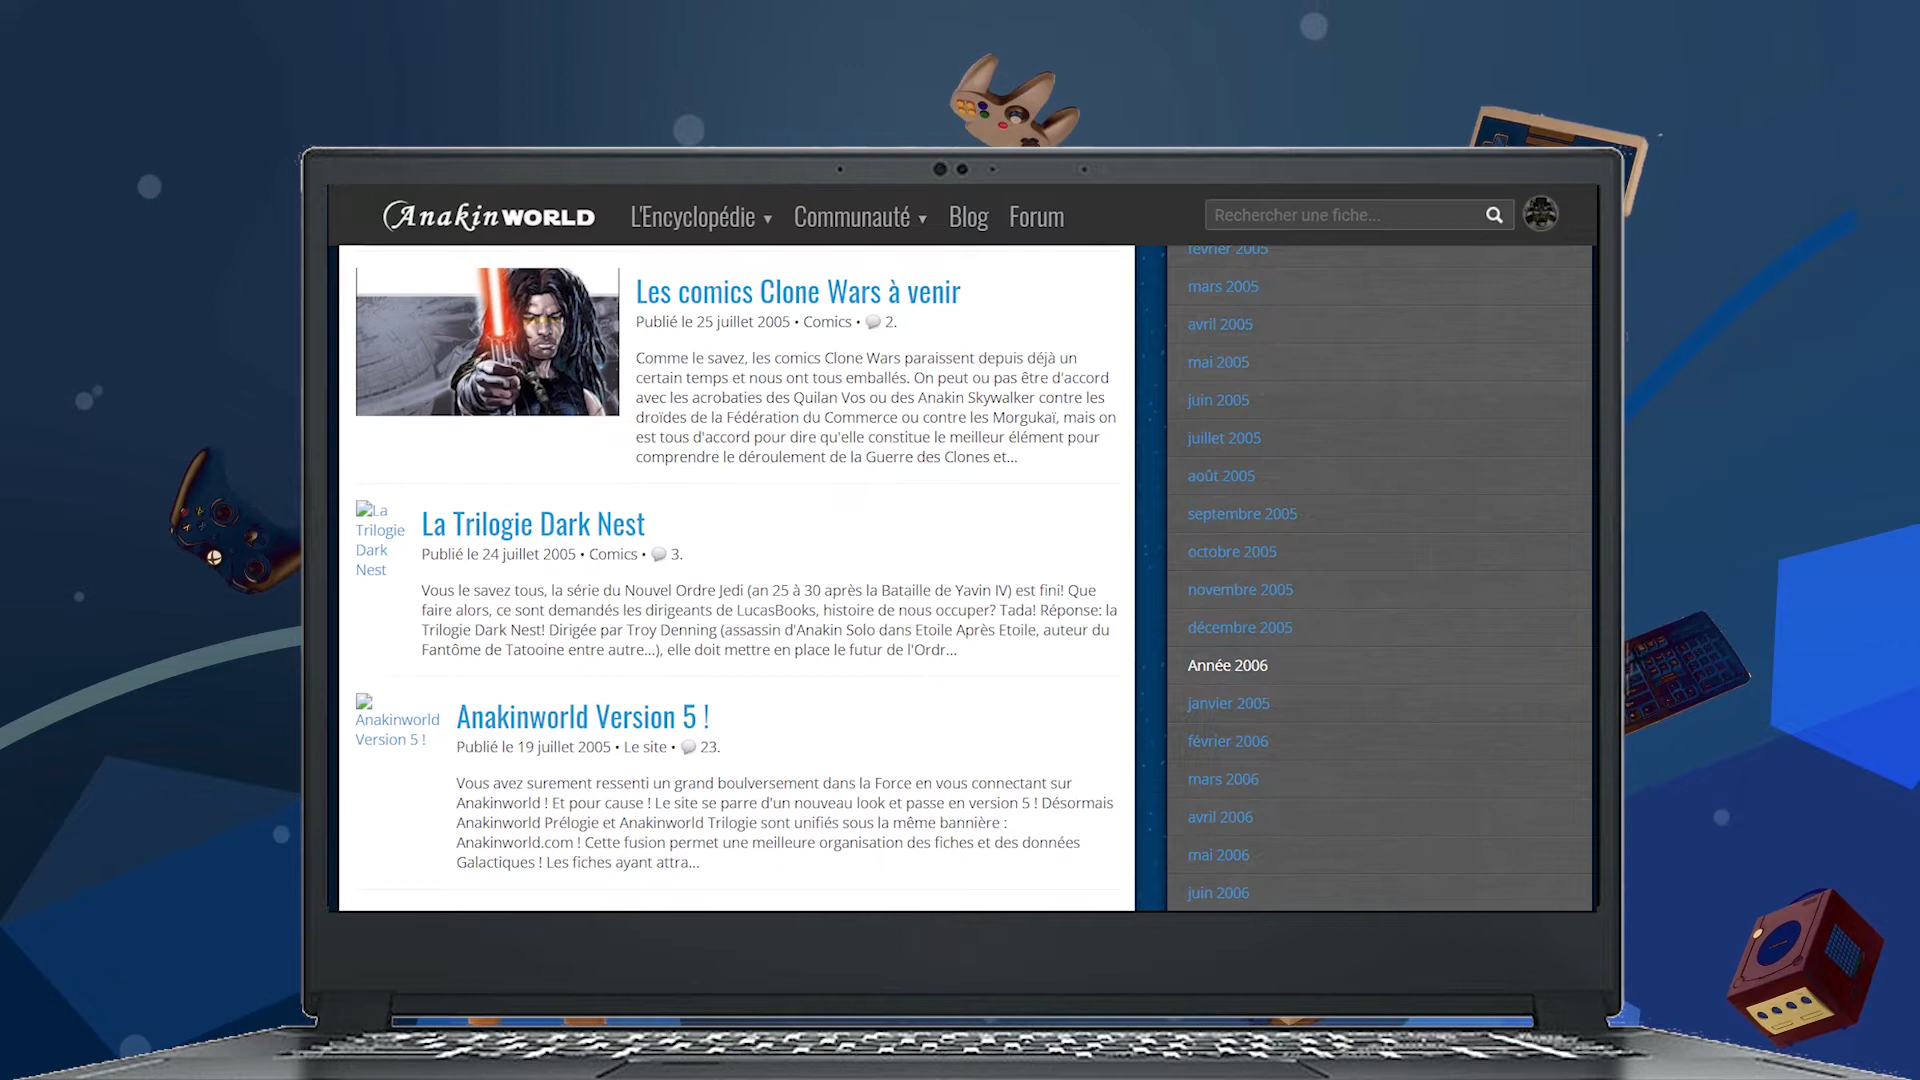 AnakinWORLD
L'Encyclopédie ▾
Communauté ▾
Blog
Forum
Rechercher une fiche...
Les comics Clone Wars à venir
Publié le 25 juillet 2005 • Comics • 2.
Comme le savez, les comics Clone Wars paraissent depuis déjà un
certain temps et nous ont tous emballés. On peut ou pas être d'accord
avec les acrobaties des Quilan Vos ou des Anakin Skywalker contre les
droïdes de la Fédération du Commerce ou contre les Morgukaï, mais on
est tous d'accord pour dire qu'elle constitue le meilleur élément pour
comprendre le déroulement de la Guerre des Clones et...
La
Trilogie
Dark
Nest
La Trilogie Dark Nest
Publié le 24 juillet 2005 • Comics • 3.
Vous le savez tous, la série du Nouvel Ordre Jedi (an 25 à 30 après la Bataille de Yavin IV) est fini! Que
faire alors, ce sont demandés les dirigeants de LucasBooks, histoire de nous occuper? Tada! Réponse: la
Trilogie Dark Nest! Dirigée par Troy Denning (assassin d'Anakin Solo dans Etoile Après Etoile, auteur du
Fantôme de Tatooine entre autre...), elle doit mettre en place le futur de l'Ordr...
Anakinworld
Version 5 !
Anakinworld Version 5 !
Publié le 19 juillet 2005 • Le site • 23.
Vous avez surement ressenti un grand boulversement dans la Force en vous connectant sur
Anakinworld ! Et pour cause ! Le site se parre d'un nouveau look et passe en version 5 ! Désormais
Anakinworld Prélogie et Anakinworld Trilogie sont unifiés sous la même bannière :
Anakinworld.com ! Cette fusion permet une meilleure organisation des fiches et des données
Galactiques ! Les fiches ayant attra...
février 2005
mars 2005
avril 2005
mai 2005
juin 2005
juillet 2005
août 2005
septembre 2005
octobre 2005
novembre 2005
décembre 2005
Année 2006
janvier 2005
février 2006
mars 2006
avril 2006
mai 2006
juin 2006